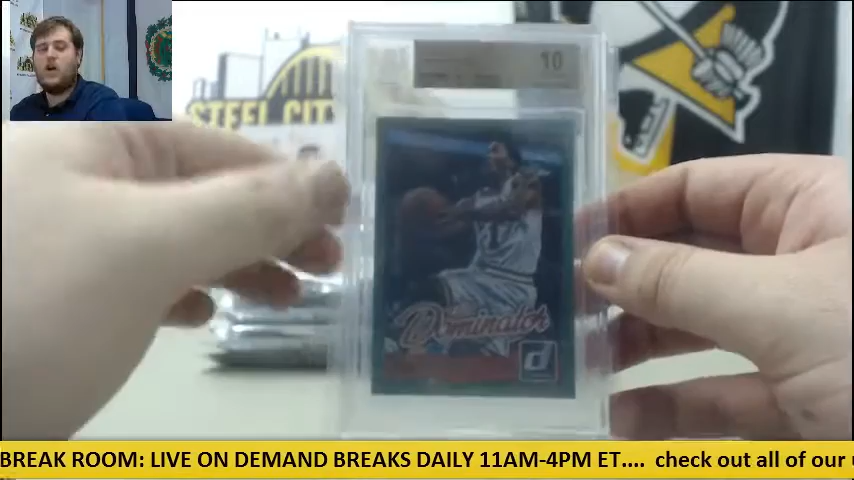 10
STEEL CIT
1
Dominator
d
BREAK ROOM: LIVE ON DEMAND BREAKS DAILY 11AM-4PM ET.... check out all of our